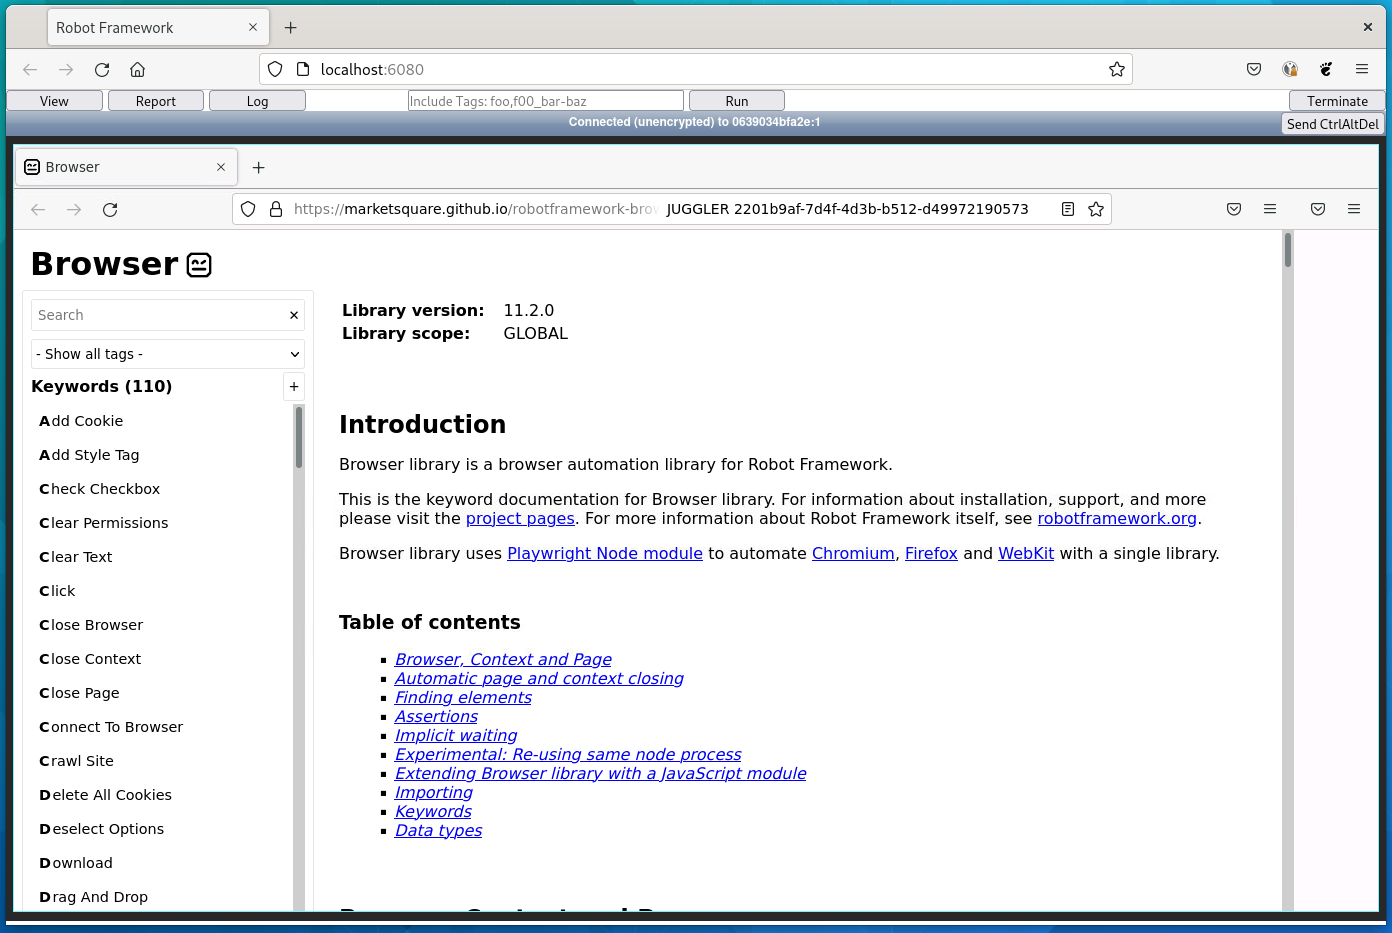 Robot Framework
localhost:6080
View Report Log Include Tags: foo,f00_bar-baz Run Terminate
Connected (unencrypted) to 0639034bfa2e:1
Send CtrlAltDel
Browser
https://marketsquare.github.io/robotframework-brow JUGGLER 2201b9af-7d4f-4d3b-b512-d49972190573
Browser
Search
- Show all tags -
Keywords (110)
+
Add Cookie
Add Style Tag
Check Checkbox
Clear Permissions
Clear Text
Click
Close Browser
Close Context
Close Page
Connect To Browser
Crawl Site
Delete All Cookies
Deselect Options
Download
Drag And Drop
Library version: 11.2.0
Library scope: GLOBAL
Introduction
Browser library is a browser automation library for Robot Framework.
This is the keyword documentation for Browser library. For information about installation, support, and more
please visit the project pages. For more information about Robot Framework itself, see robotframework.org.
Browser library uses Playwright Node module to automate Chromium, Firefox and WebKit with a single library.
Table of contents
Browser, Context and Page
Automatic page and context closing
Finding elements
Assertions
Implicit waiting
Experimental: Re-using same node process
Extending Browser library with a JavaScript module
Importing
Keywords
Data types